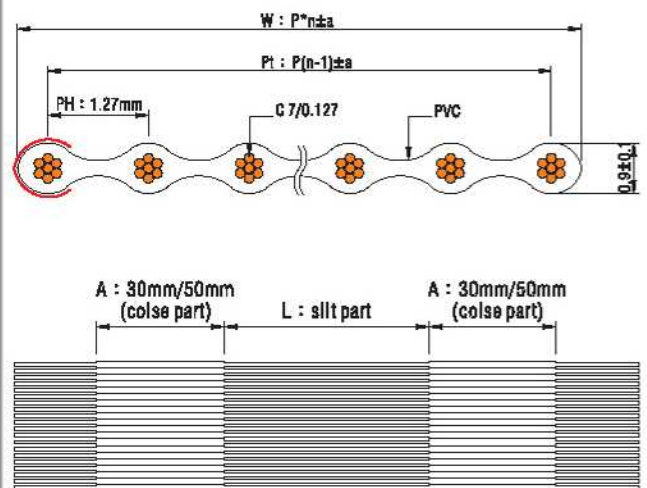 W : P*n±a
Pt : P(n-1)±a
PH : 1.27mm
C 7/0.127
PVC
0.9±0.1
A : 30mm/50mm
(colse part)
L : slit part
A : 30mm/50mm
(colse part)